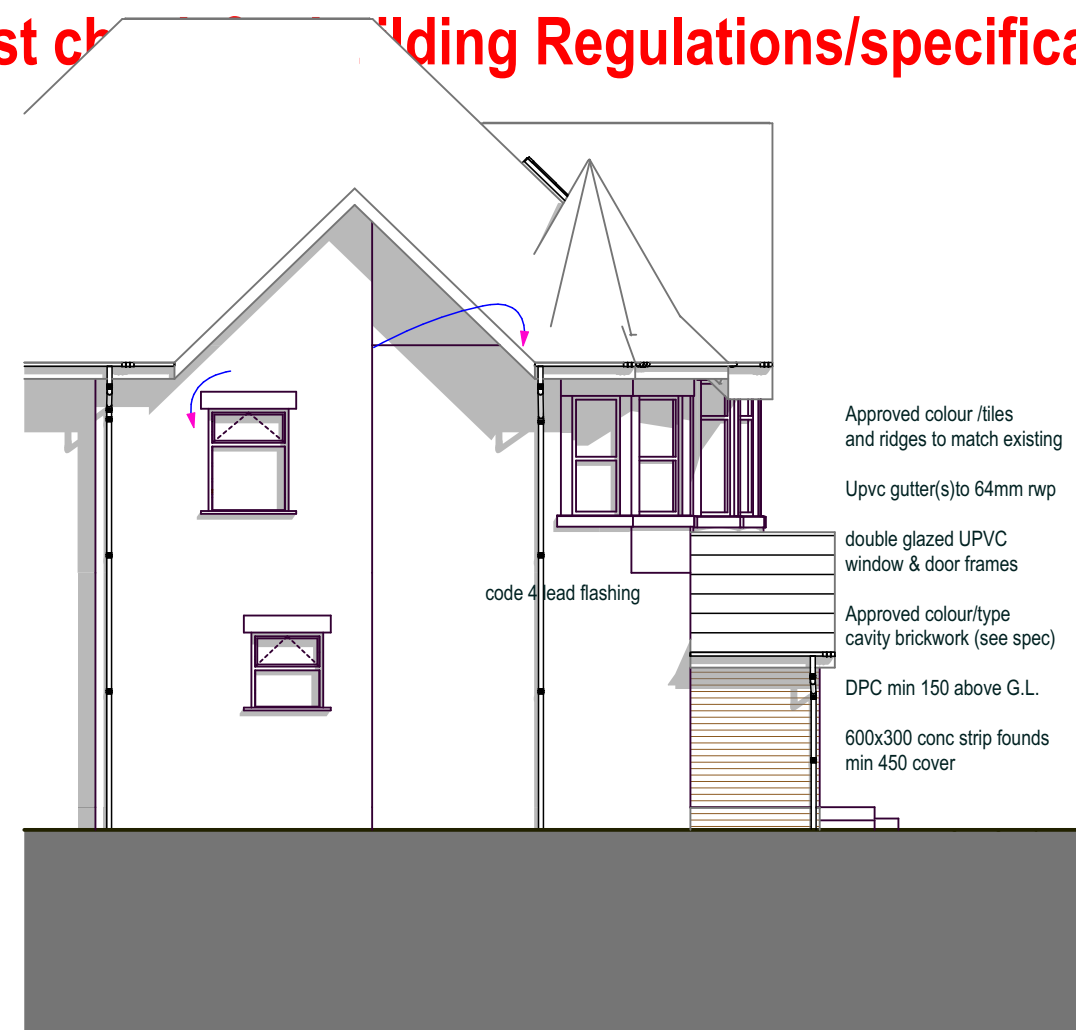 st ch ilding Regulations/specifica
Approved colour /tiles
and ridges to match existing
Upvc gutter(s)to 64mm rwp
double glazed UPVC
window & door frames
code 4 lead flashing
Approved colour/type
cavity brickwork (see spec)
DPC min 150 above G.L.
600x300 conc strip founds
min 450 cover